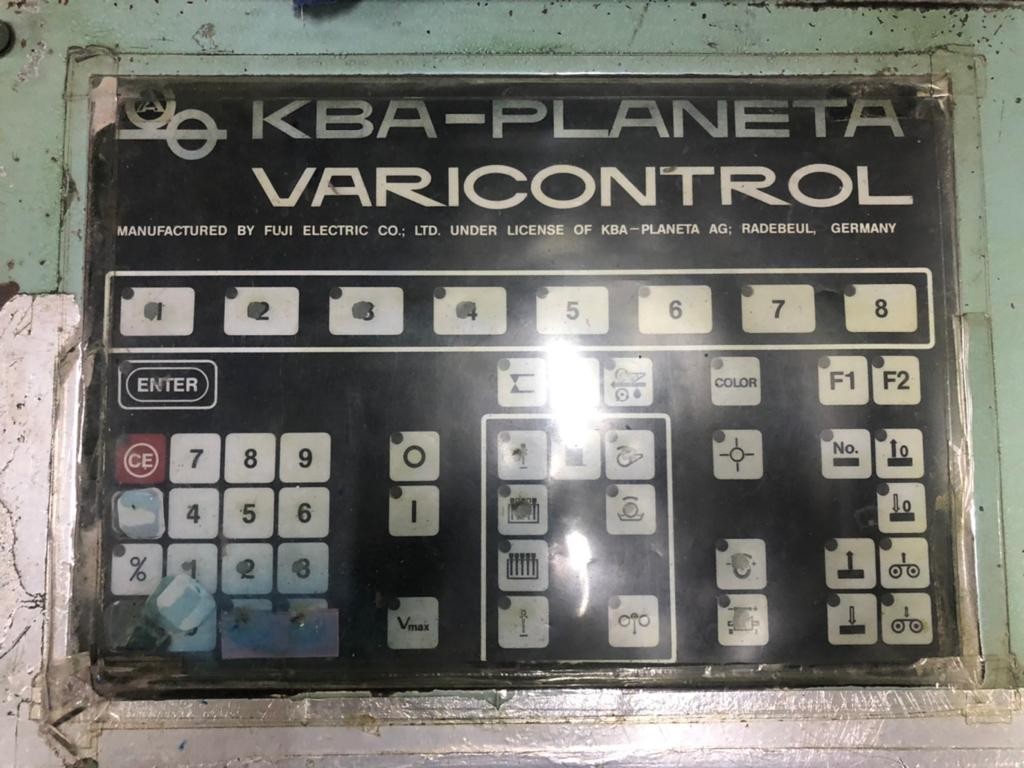 KBA-PLANETA
VARICONTROL
MANUFACTURED BY FUJI ELECTRIC CO.; LTD. UNDER LICENSE OF KBA-PLANETA AG; RADEBEUL, GERMANY
1 2 3 4 5 6 7 8
ENTER COLOR F1 F2
CE 7 8 9 O No. 10
4 5 6 I 10
% 1 2 3
Vmax R